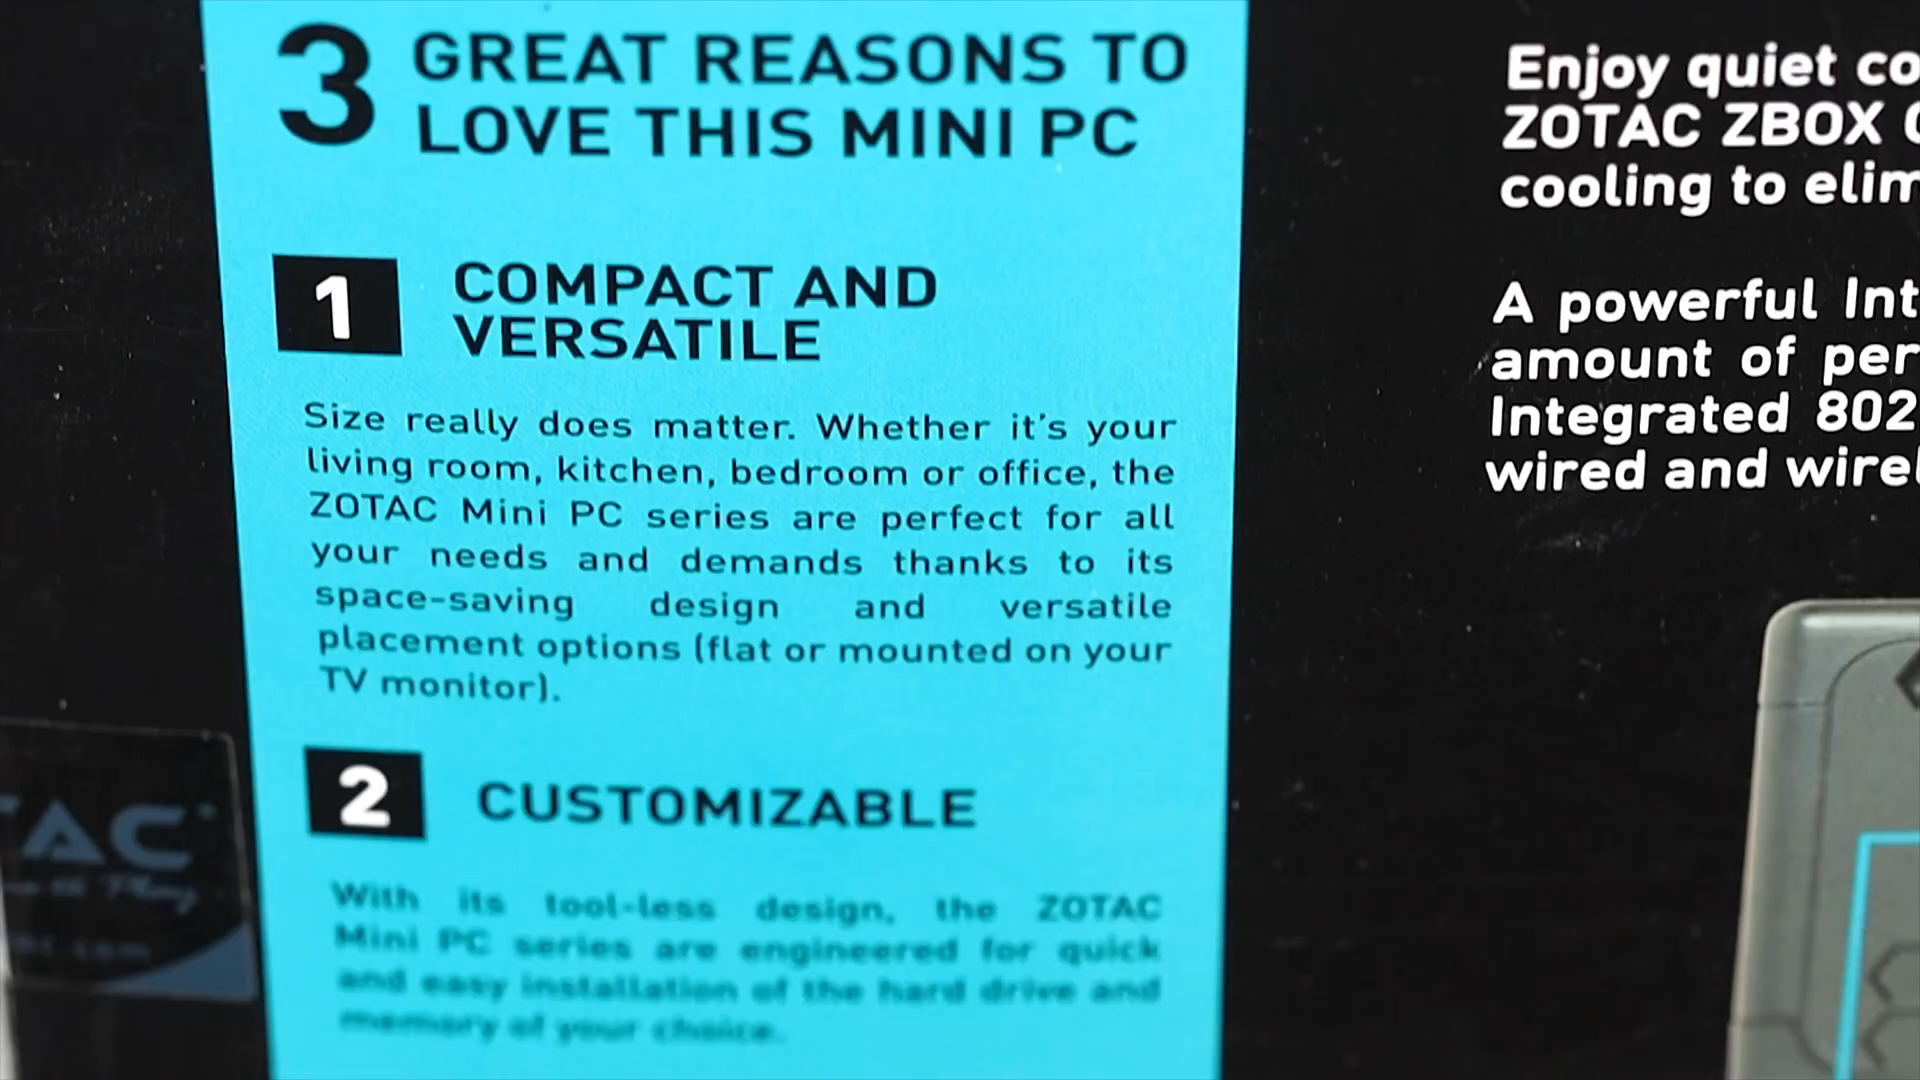 3 GREAT REASONS TO
LOVE THIS MINI PC
1 COMPACT AND
VERSATILE
Size really does matter. Whether it's your
living room, kitchen, bedroom or office, the
ZOTAC Mini PC series are perfect for all
your needs and demands thanks to its
space-saving design and versatile
placement options (flat or mounted on your
TV monitor).
2 CUSTOMIZABLE
With its tool-less design, the ZOTAC
Mini PC series are engineered for quick
and easy installation of the hard drive and
memory of your choice.
Enjoy quiet co
ZOTAC ZBOX
cooling to elim
A powerful Int
amount of per
Integrated 802
wired and wirel
TAC